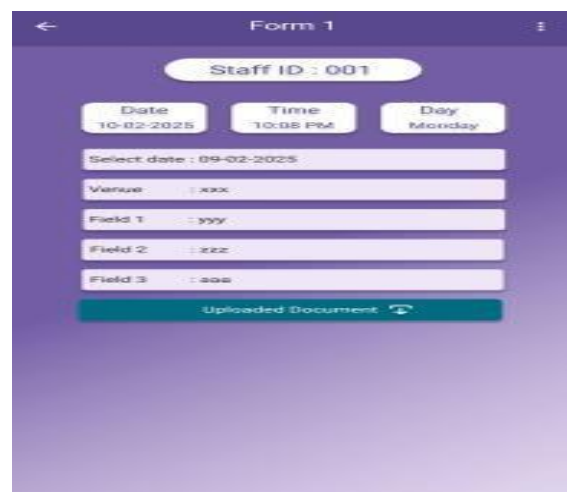 Form 1
Staff ID : 001
Date Time Day
10-02-2025 10:08 PM Monday
Select date : 09-02-2025
Venue : xxx
Field 1 : yyy
Field 2 : zzz
Field 3 : aaa
Uploaded Document